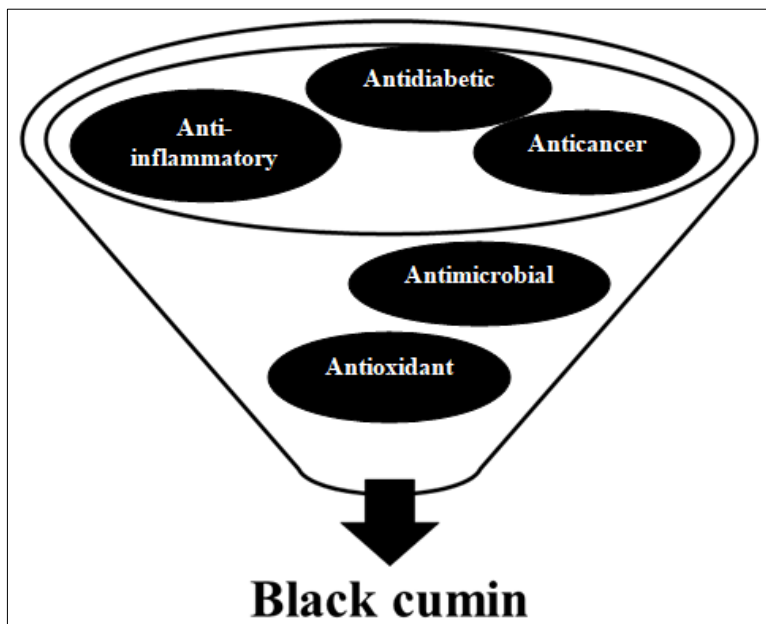 Antidiabetic
Anti-
inflammatory
Anticancer
Antimicrobial
Antioxidant
Black cumin